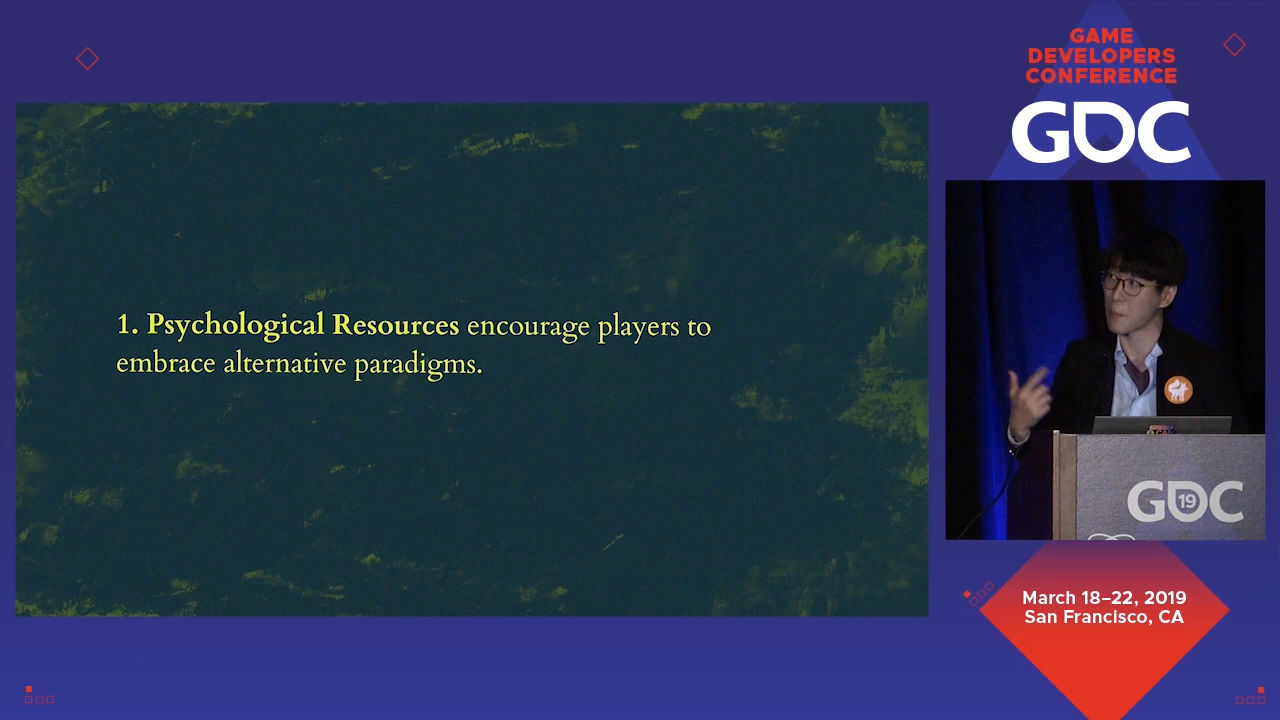 GAME
DEVELOPERS
CONFERENCE
GDC
1. Psychological Resources encourage players to
embrace alternative paradigms.
GDC
19
March 18–22, 2019
San Francisco, CA